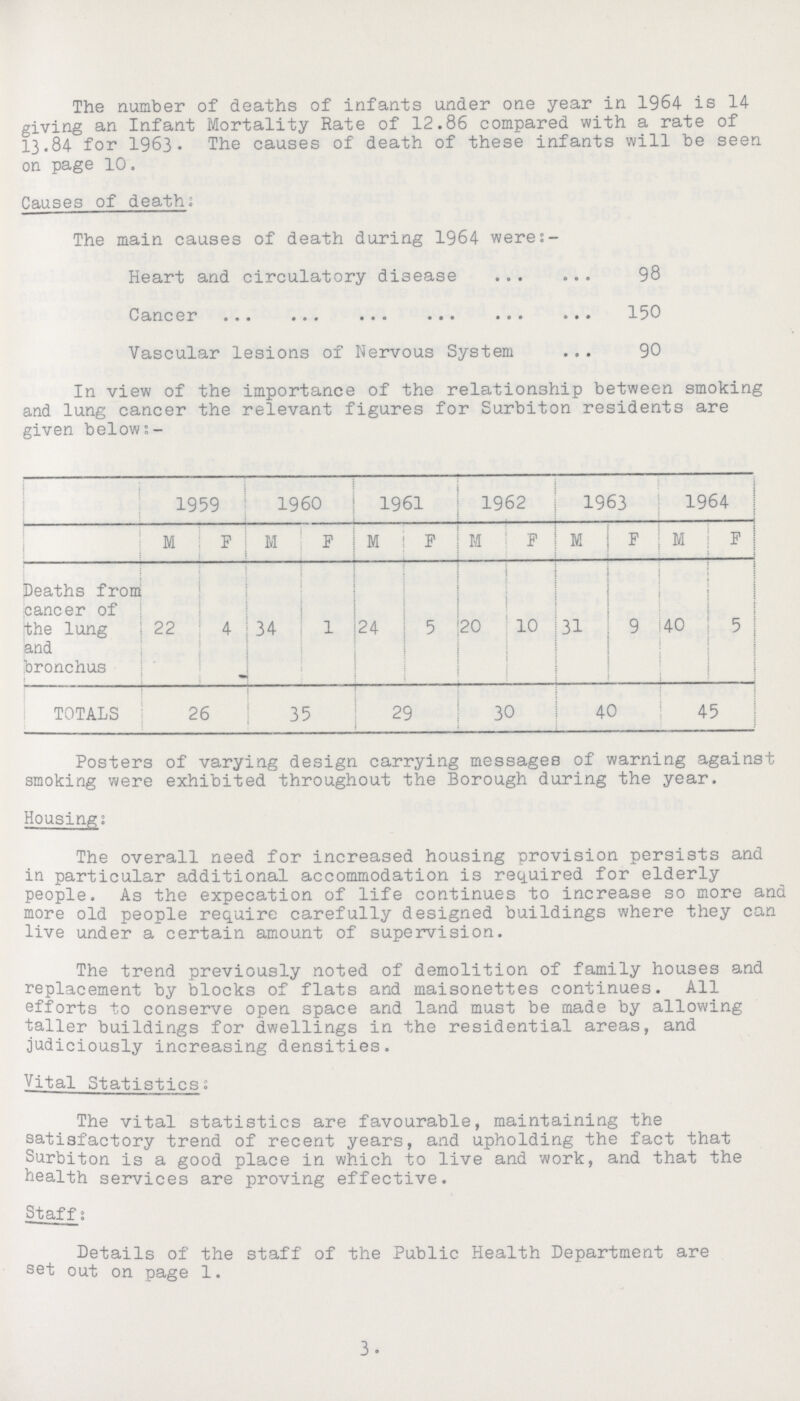 The number of deaths of infants under one year in 1964 is 14
giving an Infant Mortality Rate of 12.86 compared with a rate of
13.84 for 1963. The causes of death of these infants will be seen
on page 10.
Causes of death:
The main causes of death during 1964 were:-
Heart and circulatory disease ... ... 98
Cancer ... ... ... ... ... ... 150
Vascular lesions of Nervous System ... 90
In view of the importance of the relationship between smoking
and lung cancer the relevant figures for Surbiton residents are
given below:-
1959 1960 1961 1962 1963 1964
M F M F M F M F M F M F
Deaths from
cancer of
the lung 22 4 34 1 24 5 20 10 31 9 40 5
and
bronchus
TOTALS 26 35 29 30 40 45
Posters of varying design carrying messages of warning against
smoking were exhibited throughout the Borough during the year.
Housing:
The overall need for increased housing provision persists and
in particular additional accommodation is required for elderly
people. As the expecation of life continues to increase so more and
more old people require carefully designed buildings where they can
live under a certain amount of supervision.
The trend previously noted of demolition of family houses and
replacement by blocks of flats and maisonettes continues. All
efforts to conserve open space and land must be made by allowing
taller buildings for dwellings in the residential areas, and
judiciously increasing densities.
Vital Statistics:
The vital statistics are favourable, maintaining the
satisfactory trend of recent years, and upholding the fact that
Surbiton is a good place in which to live and work, and that the
health services are proving effective.
Staff:
Details of the staff of the Public Health Department are
set out on page 1.
3.